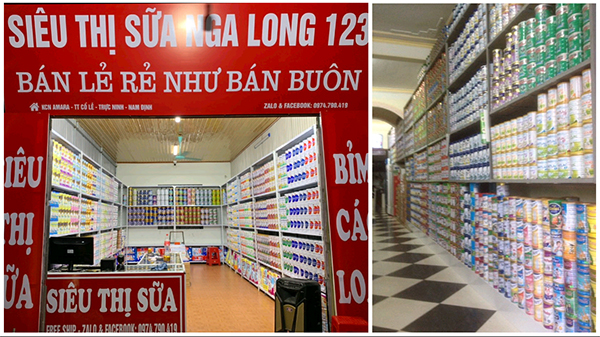 SIÊU THỊ SỮA NGA LONG 123
BÁN LẺ RẺ NHƯ BÁN BUÔN
KCN AMARA - TT CỔ LỄ - TRỰC NINH - NAM ĐỊNH
ZALO & FACEBOOK: 0974.790.419
SIÊU
THỊ
SỮA
BỈM
CÁ
LO
SIÊU THỊ SỮA
FREE SHIP - ZALO & FACEBOOK: 0974.790.419